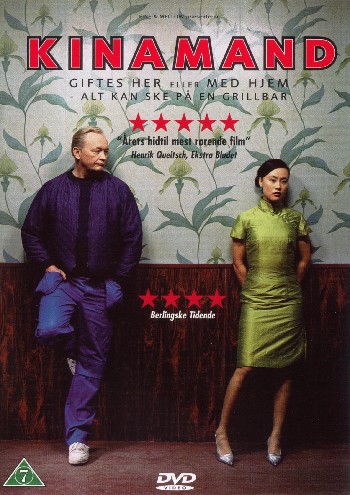 KINAMAND
GIFTES HER ELLER MED HJEM
- ALT KAN SKE PÅ EN GRILLBAR
"Årets hidtil mest rørende film"
Henrik Queitsch, Ekstra Bladet
Berlingske Tidende
7
DVD
VIDEO